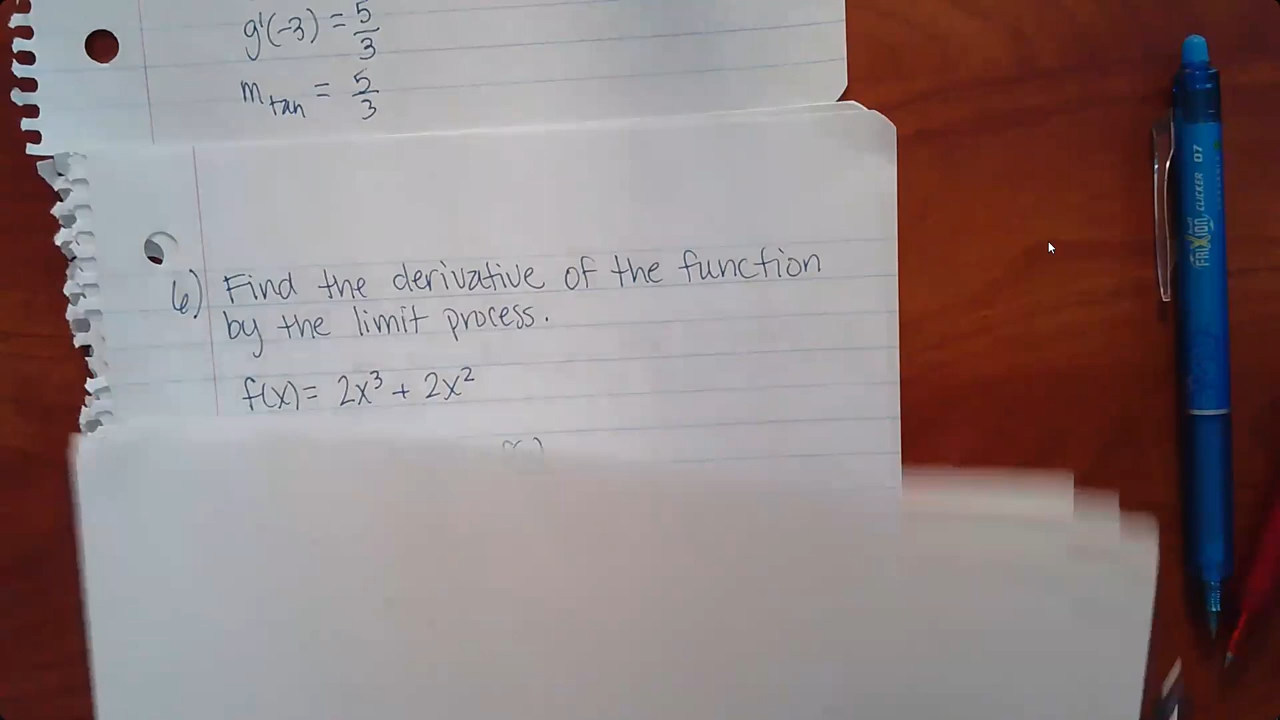 g'(-3) = 5/3
m tan = 5/3
6) Find the derivative of the function
by the limit process.
f(x) = 2x³ + 2x²
FRIXION CLICKER 07